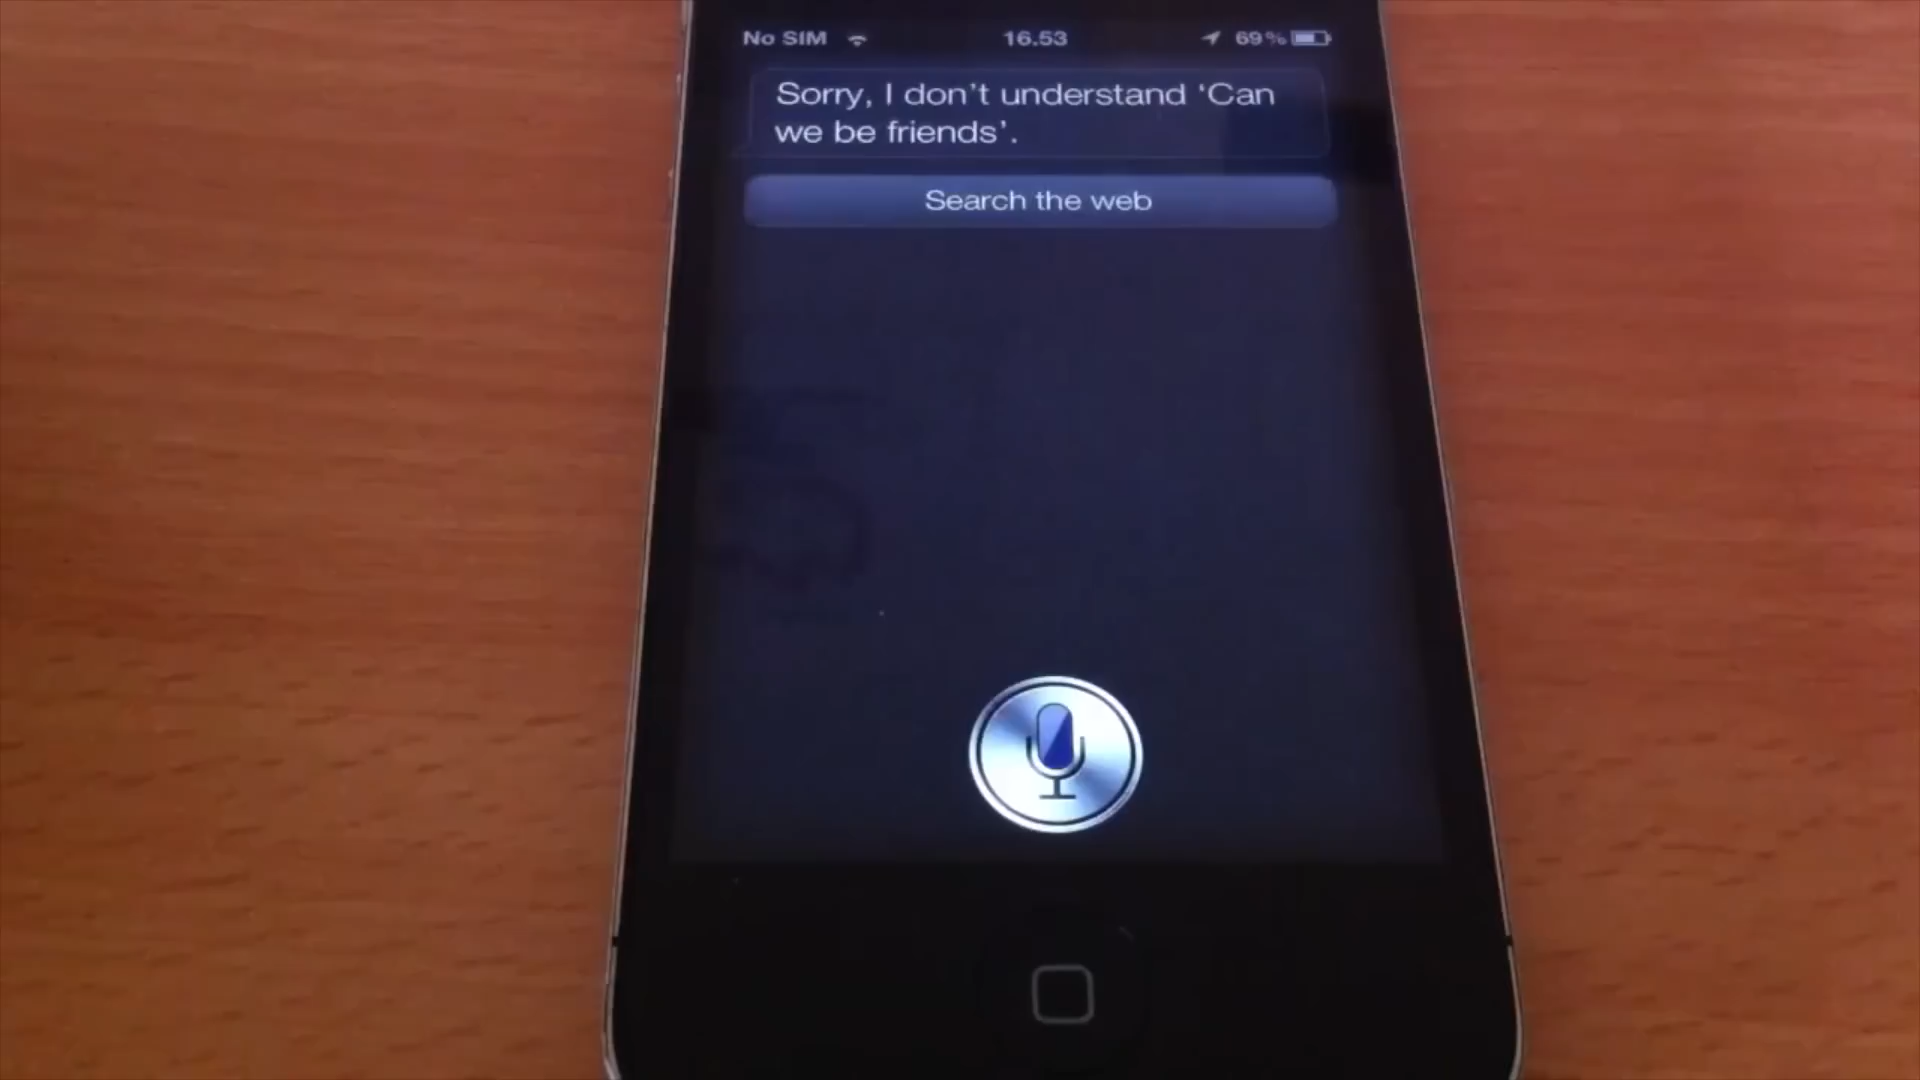 No SIM 16.53 69%
Sorry, I don't understand ‘Can
we be friends’.
Search the web